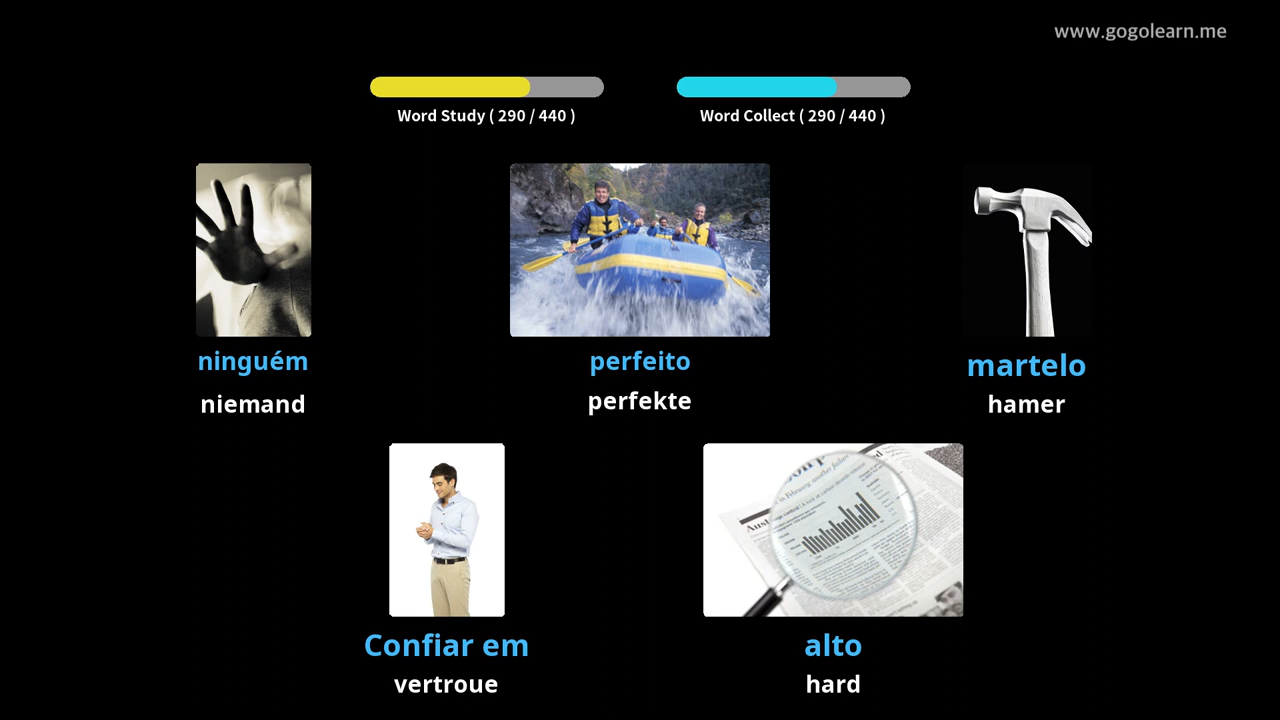 www.gogolearn.me
Word Study ( 290 / 440 )
Word Collect ( 290 / 440 )
ninguém
niemand
perfeito
perfekte
martelo
hamer
Confiar em
vertroue
alto
hard